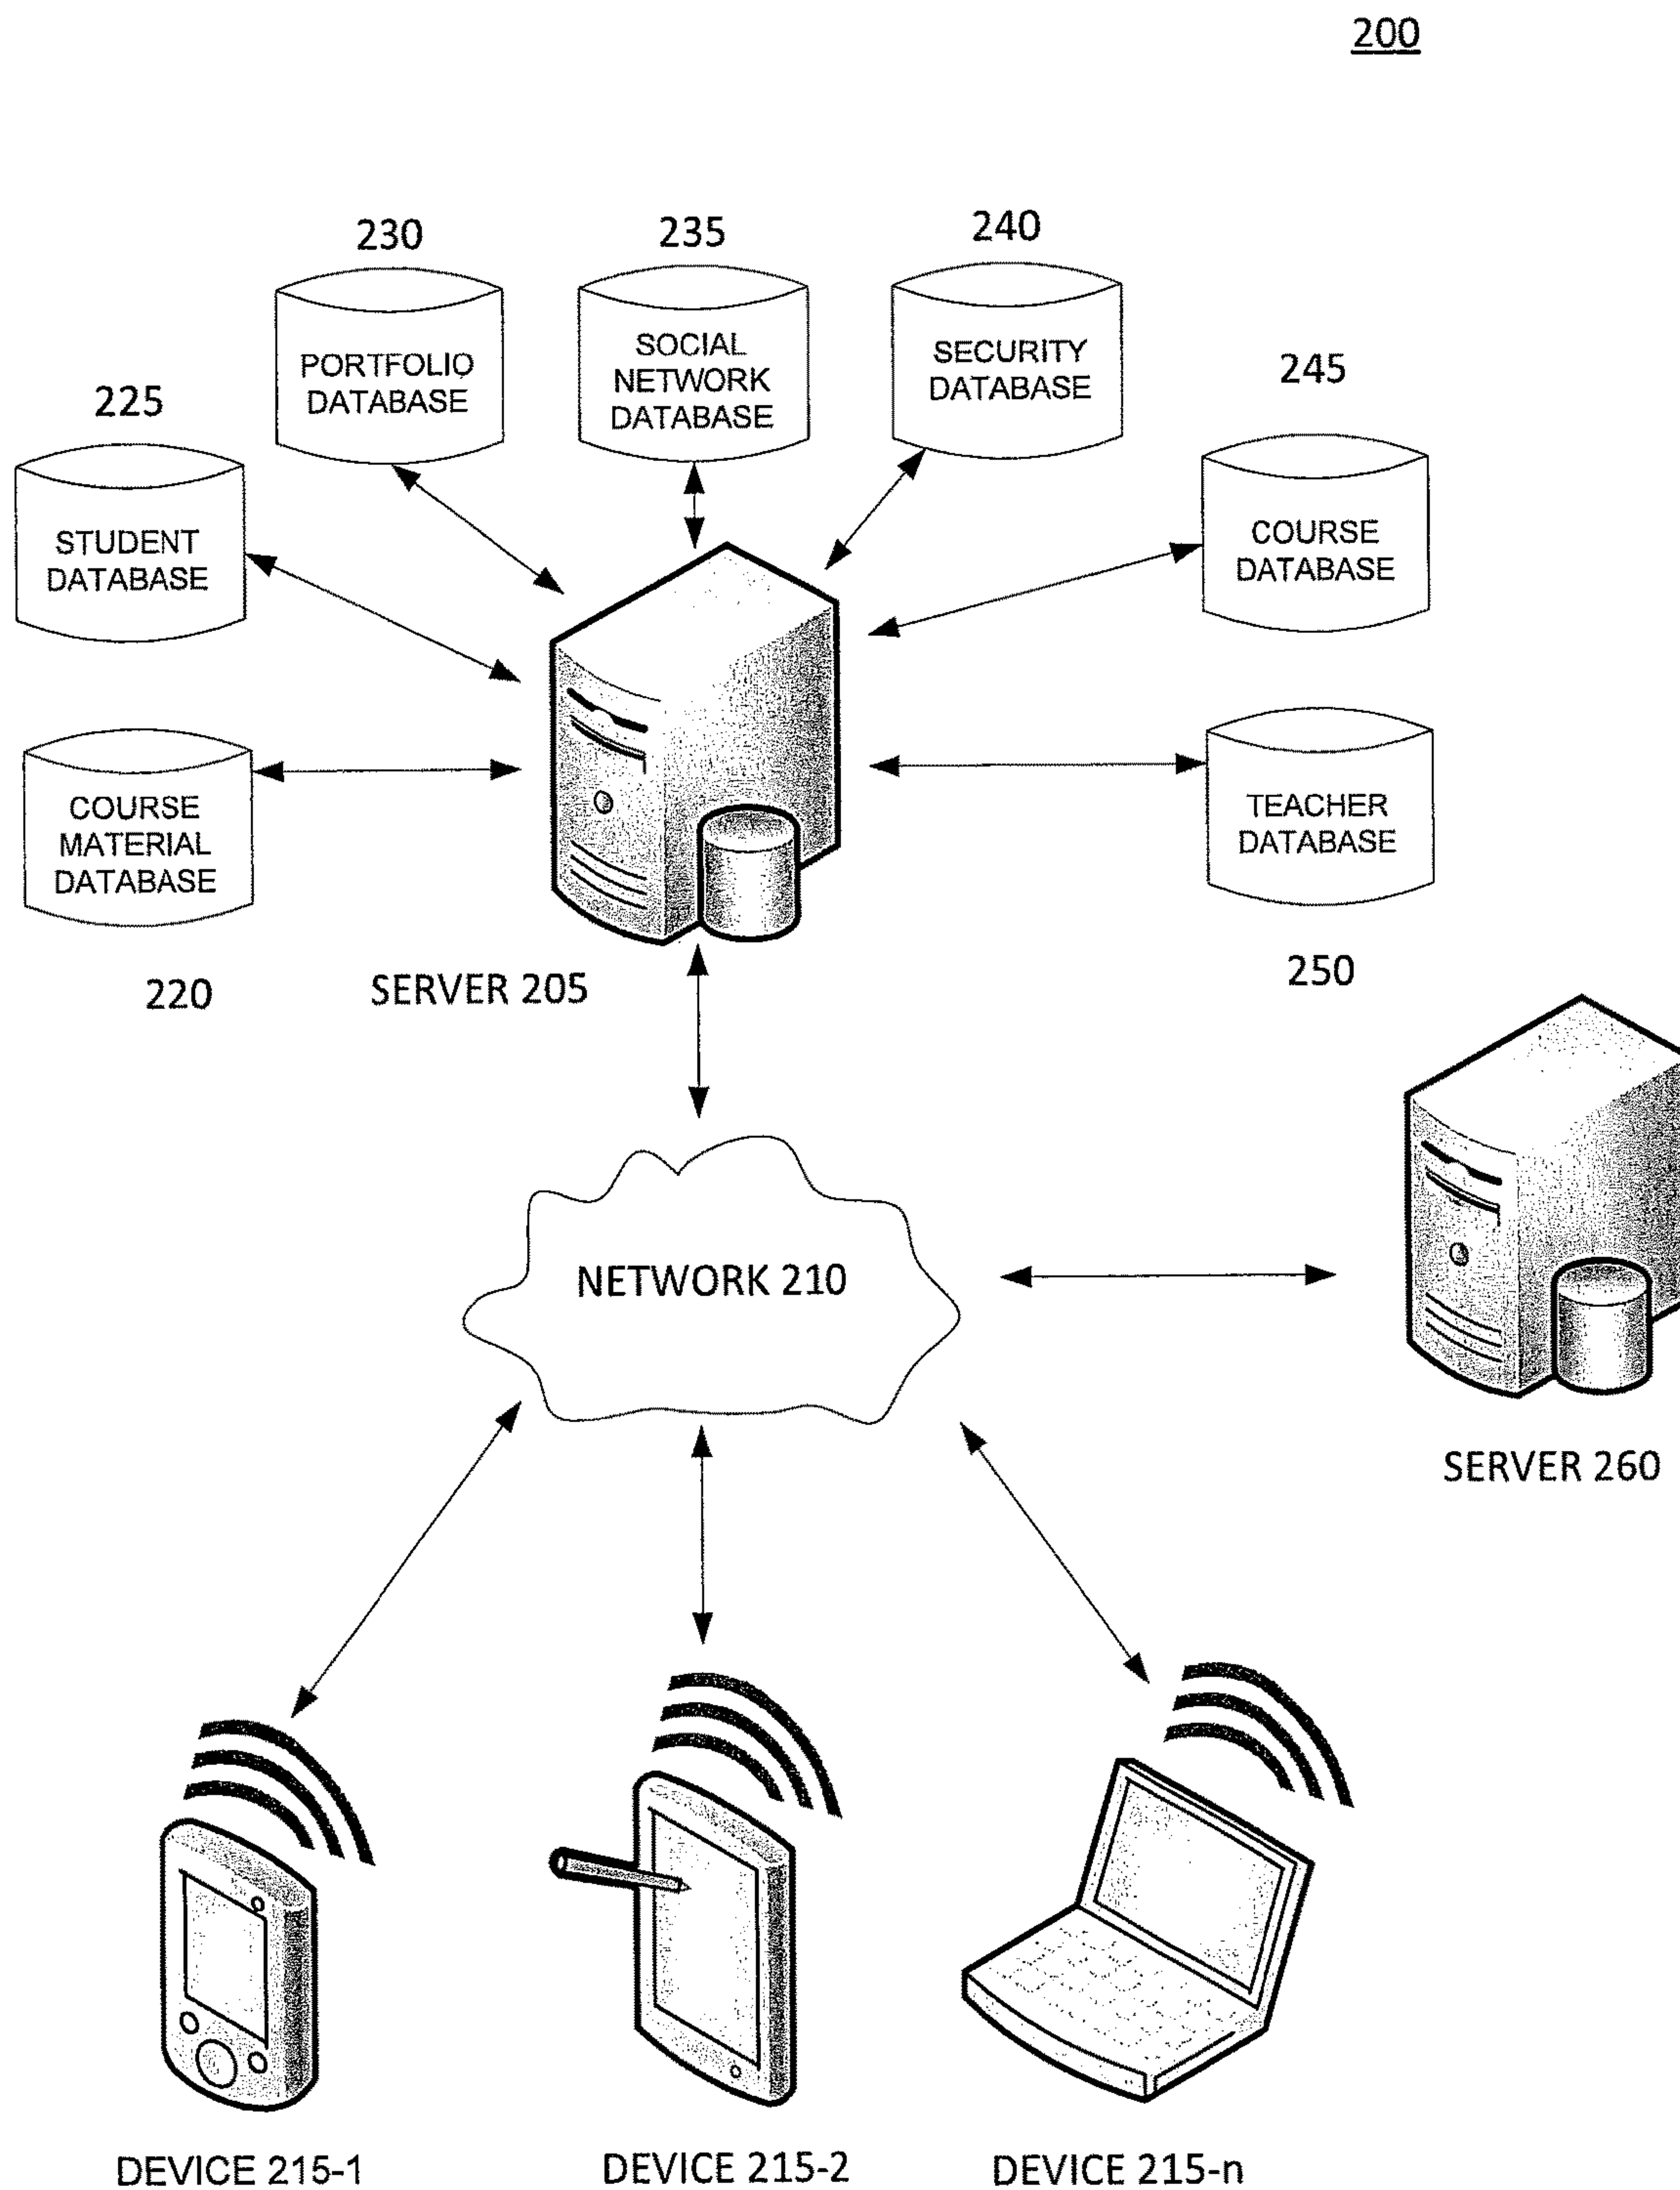 200
230
235
240
245
225
PORTFOLIO
DATABASE
SOCIAL
NETWORK
DATABASE
SECURITY
DATABASE
STUDENT
DATABASE
COURSE
DATABASE
COURSE
MATERIAL
DATABASE
TEACHER
DATABASE
220
SERVER 205
250
NETWORK 210
SERVER 260
DEVICE 215-1
DEVICE 215-2
DEVICE 215-n